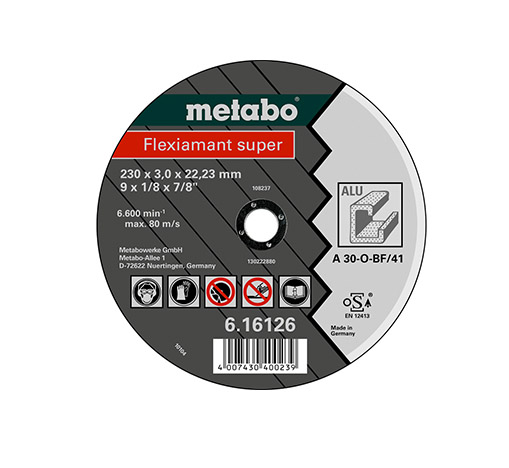 metabo
Flexiamant super
230 x 3,0 x 22,23 mm
9 x 1/8 x 7/8"
108237
ALU
6.600 min⁻¹
max. 80 m/s
A 30-O-BF/41
Metabowerke GmbH
Metabo-Allee 1
D-72622 Nuertingen, Germany
130222880
oSA
EN 12413
6.16126
Made in
Germany
10164
4 007430 400239